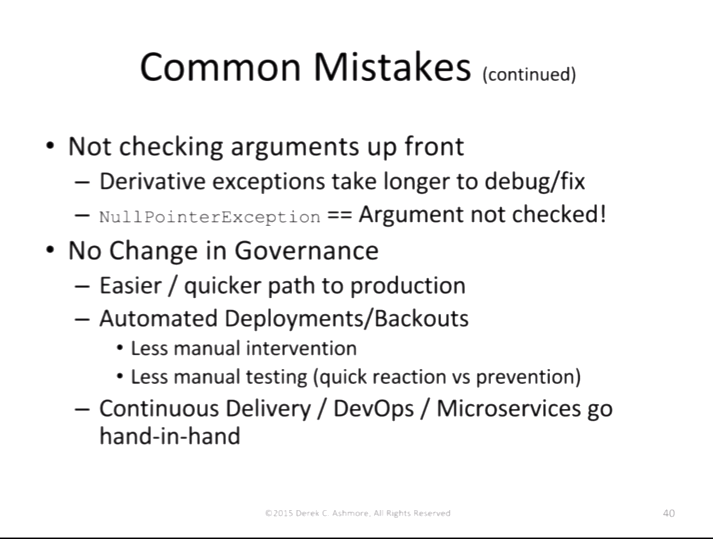 Common Mistakes (continued)
• Not checking arguments up front
– Derivative exceptions take longer to debug/fix
– NullPointerException == Argument not checked!
• No Change in Governance
– Easier / quicker path to production
– Automated Deployments/Backouts
• Less manual intervention
• Less manual testing (quick reaction vs prevention)
– Continuous Delivery / DevOps / Microservices go
hand-in-hand
©2015 Derek C. Ashmore, All Rights Reserved
40